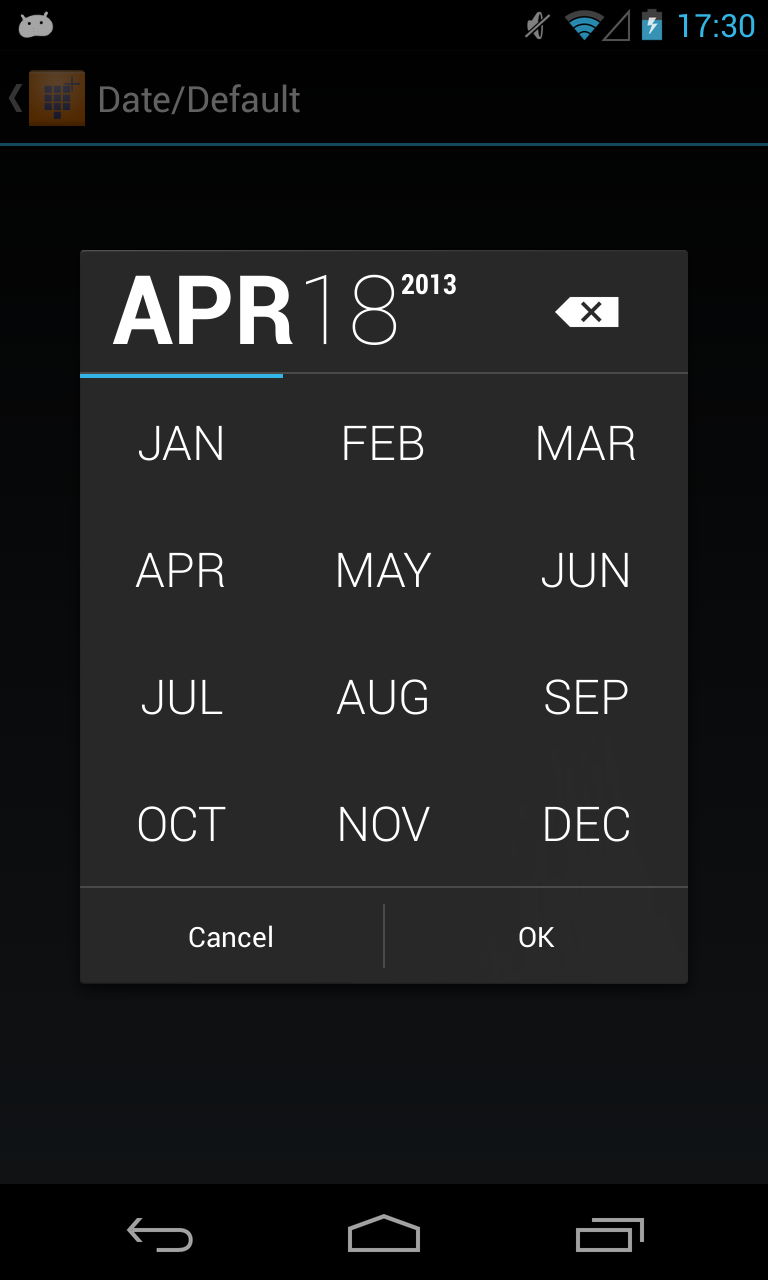 17:30
Date/Default
APR 18 2013
JAN FEB MAR
APR MAY JUN
JUL AUG SEP
OCT NOV DEC
Cancel OK